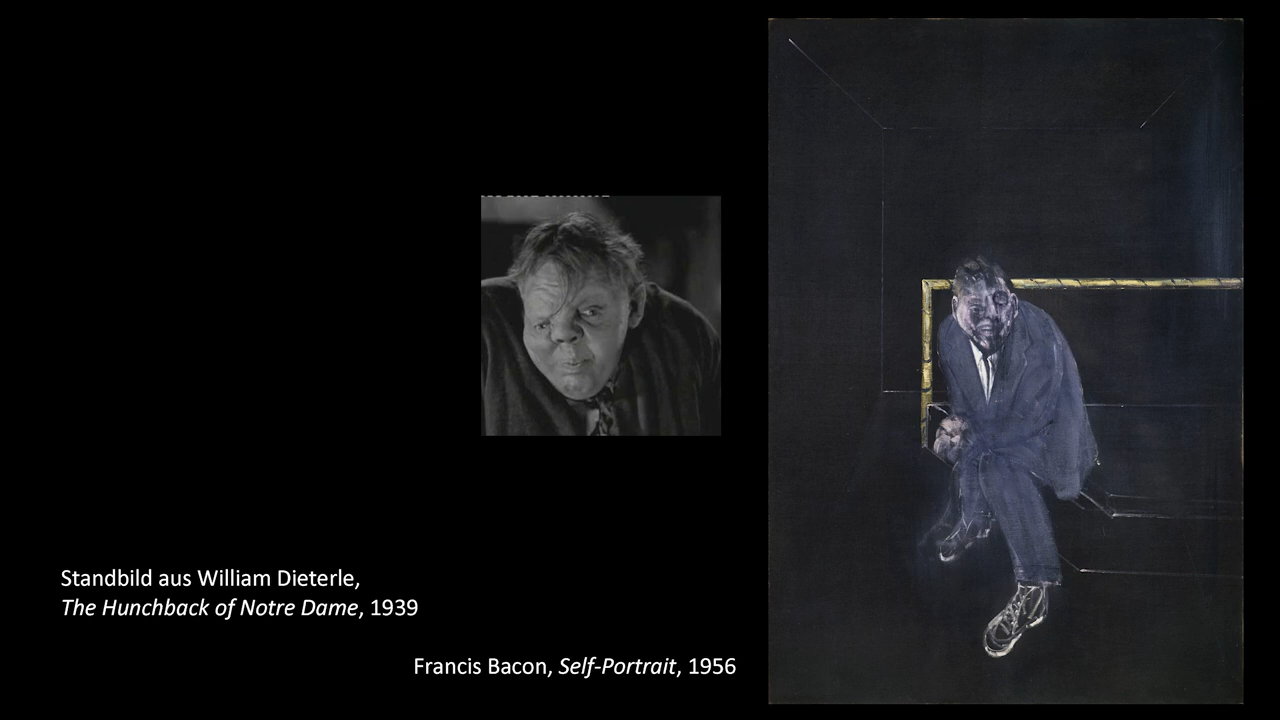 Standbild aus William Dieterle,
The Hunchback of Notre Dame, 1939
Francis Bacon, Self-Portrait, 1956